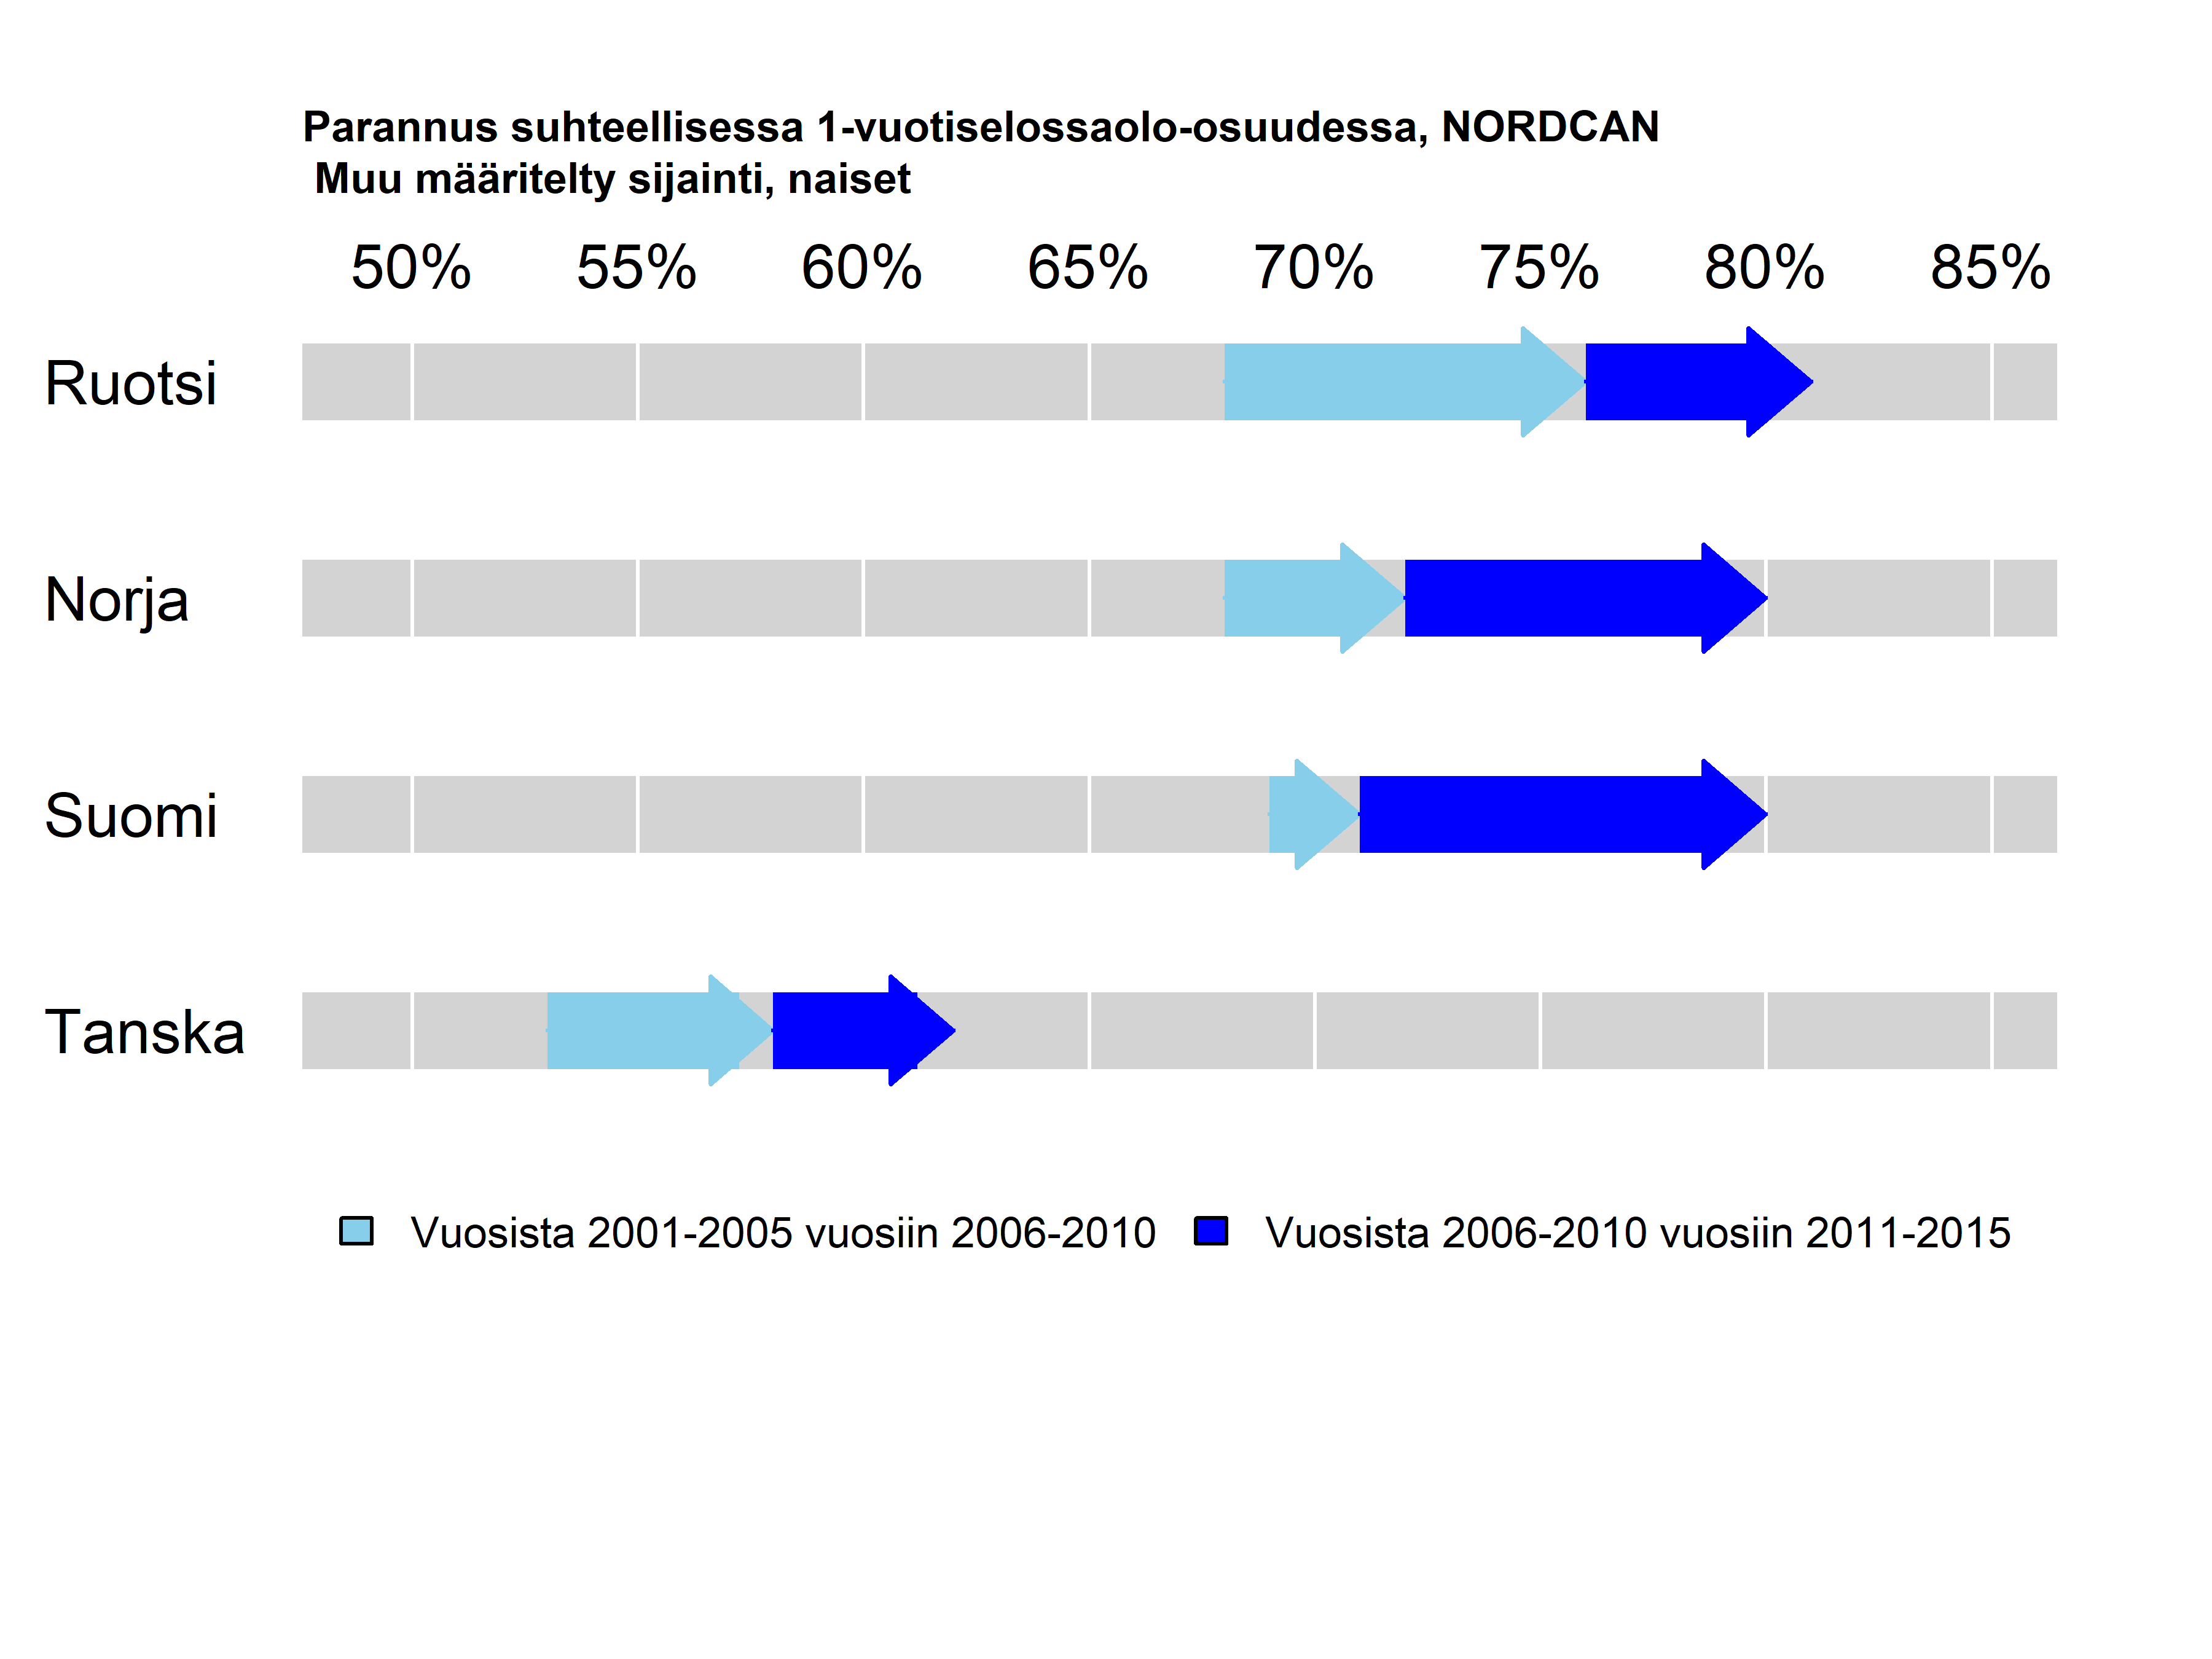 Parannus suhteellisessa 1-vuotiselossaolo-osuudessa, NORDCAN
Muu määritelty sijainti, naiset
50% 55% 60% 65% 70% 75% 80% 85%
Ruotsi
Norja
Suomi
Tanska
Vuosista 2001-2005 vuosiin 2006-2010 Vuosista 2006-2010 vuosiin 2011-2015